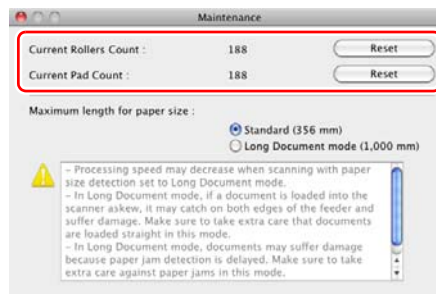 Maintenance
Current Rollers Count : 188 Reset
Current Pad Count : 188 Reset
Maximum length for paper size :
Standard (356 mm)
Long Document mode (1,000 mm)
- Processing speed may decrease when scanning with paper
size detection set to Long Document mode.
- In Long Document mode, if a document is loaded into the
scanner askew, it may catch on both edges of the feeder and
suffer damage. Make sure to take extra care that documents
are loaded straight in this mode.
- In Long Document mode, documents may suffer damage
because paper jam detection is delayed. Make sure to take
extra care against paper jams in this mode.